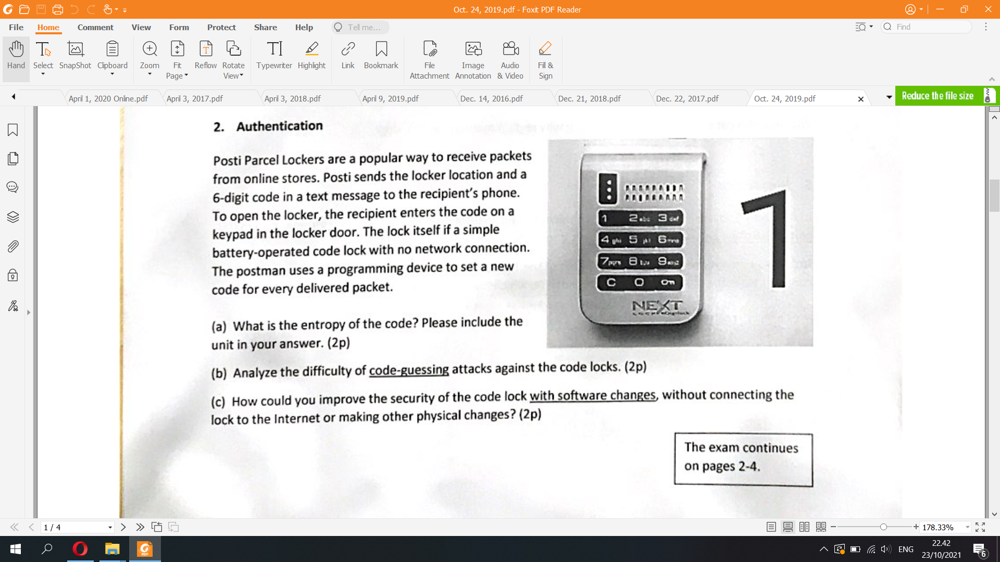 Oct. 24, 2019.pdf - Foxit PDF Reader
File Home Comment View Form Protect Share Help Tell me... Find
Hand Select SnapShot Clipboard Zoom Fit Page Reflow Rotate View Typewriter Highlight Link Bookmark File Attachment Image Annotation Audio & Video Fill & Sign
April 1, 2020 Online.pdf April 3, 2017.pdf April 3, 2018.pdf April 9, 2019.pdf Dec. 14, 2016.pdf Dec. 21, 2018.pdf Dec. 22, 2017.pdf Oct. 24, 2019.pdf Reduce the file size
2. Authentication
Posti Parcel Lockers are a popular way to receive packets
from online stores. Posti sends the locker location and a
6-digit code in a text message to the recipient's phone.
To open the locker, the recipient enters the code on a
keypad in the locker door. The lock itself if a simple
battery-operated code lock with no network connection.
The postman uses a programming device to set a new
code for every delivered packet.
1 2 abc 3 def
4 ghi 5 jkl 6 mno
7 pqrs 8 tuv 9 wxyz
C 0
NEXT
1
(a) What is the entropy of the code? Please include the
unit in your answer. (2p)
(b) Analyze the difficulty of code-guessing attacks against the code locks. (2p)
(c) How could you improve the security of the code lock with software changes, without connecting the
lock to the Internet or making other physical changes? (2p)
The exam continues
on pages 2-4.
1 / 4
178.33%
ENG
22.42
23/10/2021
6